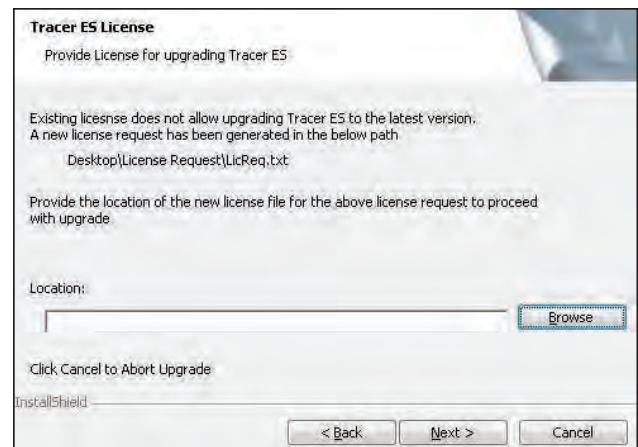 Tracer ES License
Provide License for upgrading Tracer ES
Existing licesnse does not allow upgrading Tracer ES to the latest version.
A new license request has been generated in the below path
Desktop\License Request\LicReq.txt
Provide the location of the new license file for the above license request to proceed
with upgrade
Location:
Browse
Click Cancel to Abort Upgrade
InstallShield
< Back
Next >
Cancel